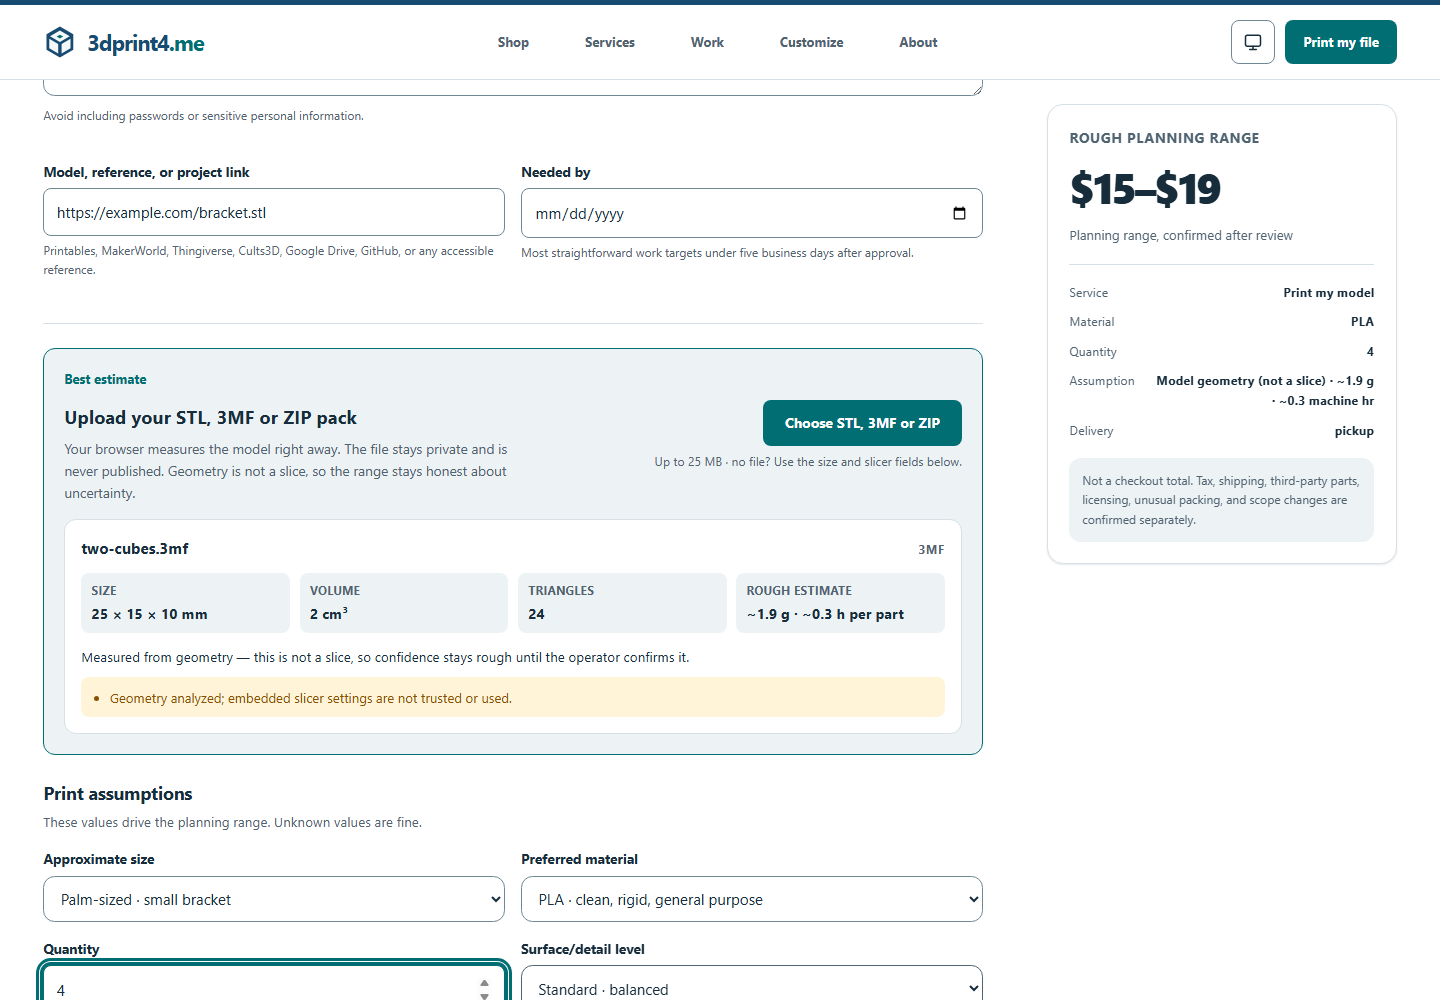 3dprint4.me
Shop
Services
Work
Customize
About
Print my file
Avoid including passwords or sensitive personal information.
Model, reference, or project link
https://example.com/bracket.stl
Printables, MakerWorld, Thingiverse, Cults3D, Google Drive, GitHub, or any accessible
reference.
Needed by
mm/dd/yyyy
Most straightforward work targets under five business days after approval.
Best estimate
Upload your STL, 3MF or ZIP pack
Your browser measures the model right away. The file stays private and is
never published. Geometry is not a slice, so the range stays honest about
uncertainty.
Choose STL, 3MF or ZIP
Up to 25 MB · no file? Use the size and slicer fields below.
two-cubes.3mf
3MF
SIZE
25 × 15 × 10 mm
VOLUME
2 cm³
TRIANGLES
24
ROUGH ESTIMATE
~1.9 g · ~0.3 h per part
Measured from geometry — this is not a slice, so confidence stays rough until the operator confirms it.
• Geometry analyzed; embedded slicer settings are not trusted or used.
Print assumptions
These values drive the planning range. Unknown values are fine.
Approximate size
Palm-sized · small bracket
Preferred material
PLA · clean, rigid, general purpose
Quantity
4
Surface/detail level
Standard · balanced
ROUGH PLANNING RANGE
$15–$19
Planning range, confirmed after review
Service
Print my model
Material
PLA
Quantity
4
Assumption
Model geometry (not a slice) · ~1.9 g
· ~0.3 machine hr
Delivery
pickup
Not a checkout total. Tax, shipping, third-party parts,
licensing, unusual packing, and scope changes are
confirmed separately.